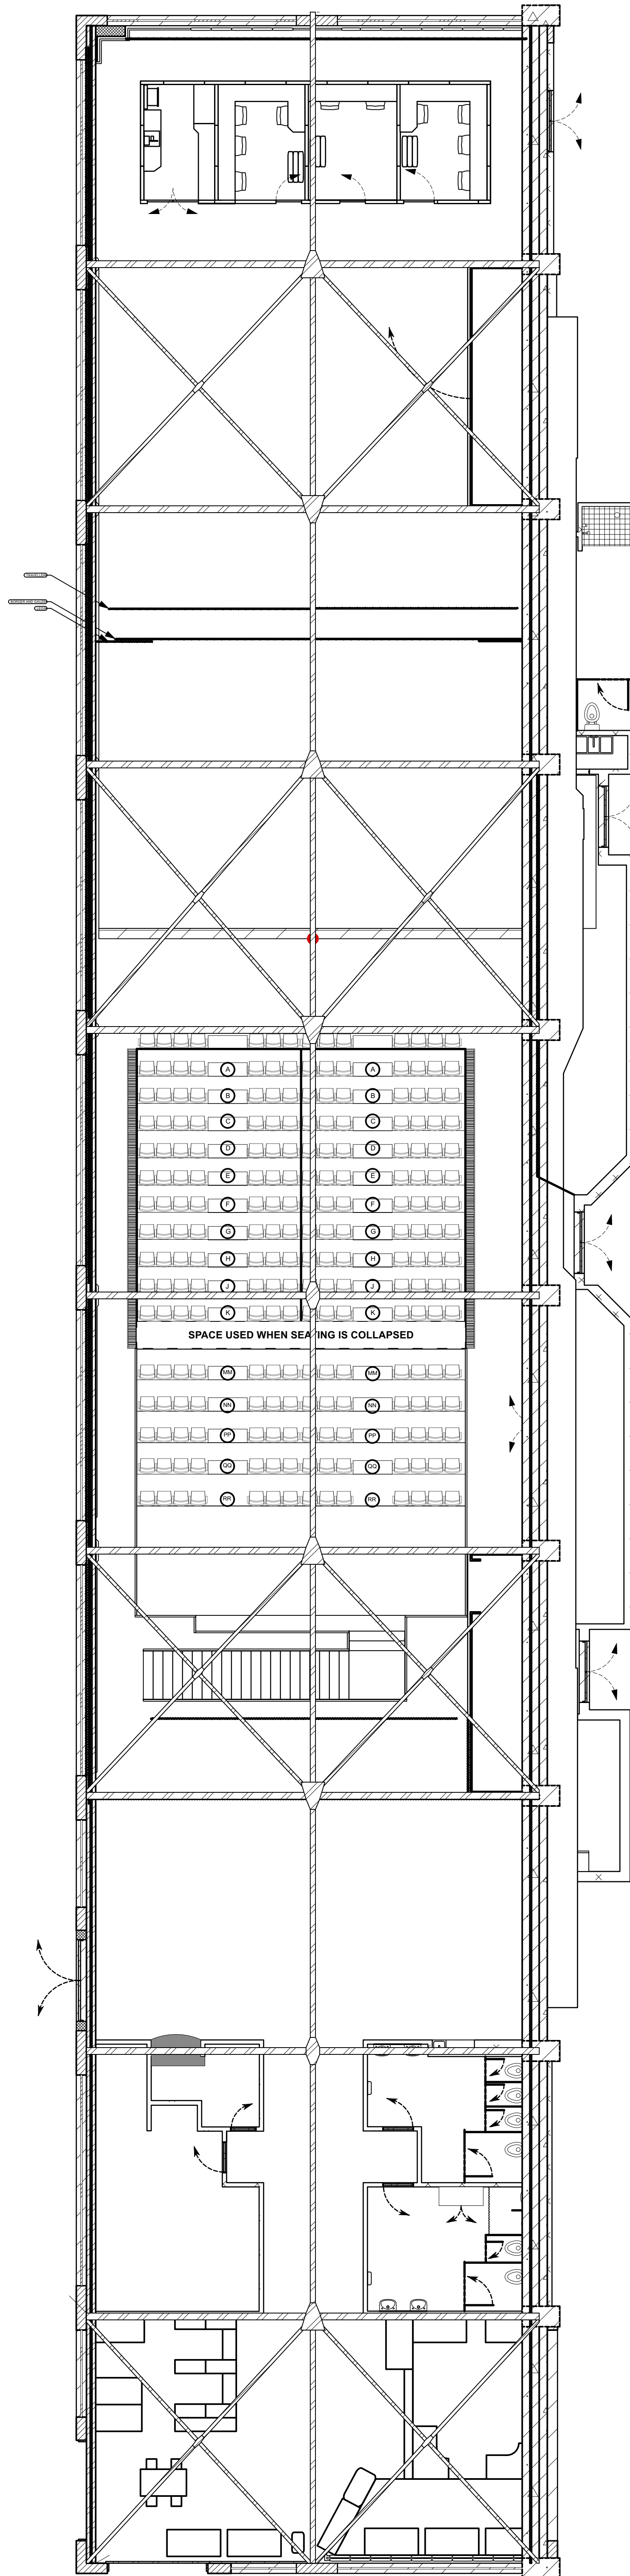 A A
B B
C C
D D
E E
F F
G G
H H
J J
K K
SPACE USED WHEN SEATING IS COLLAPSED
MM MM
NN NN
PP PP
QQ QQ
RR RR